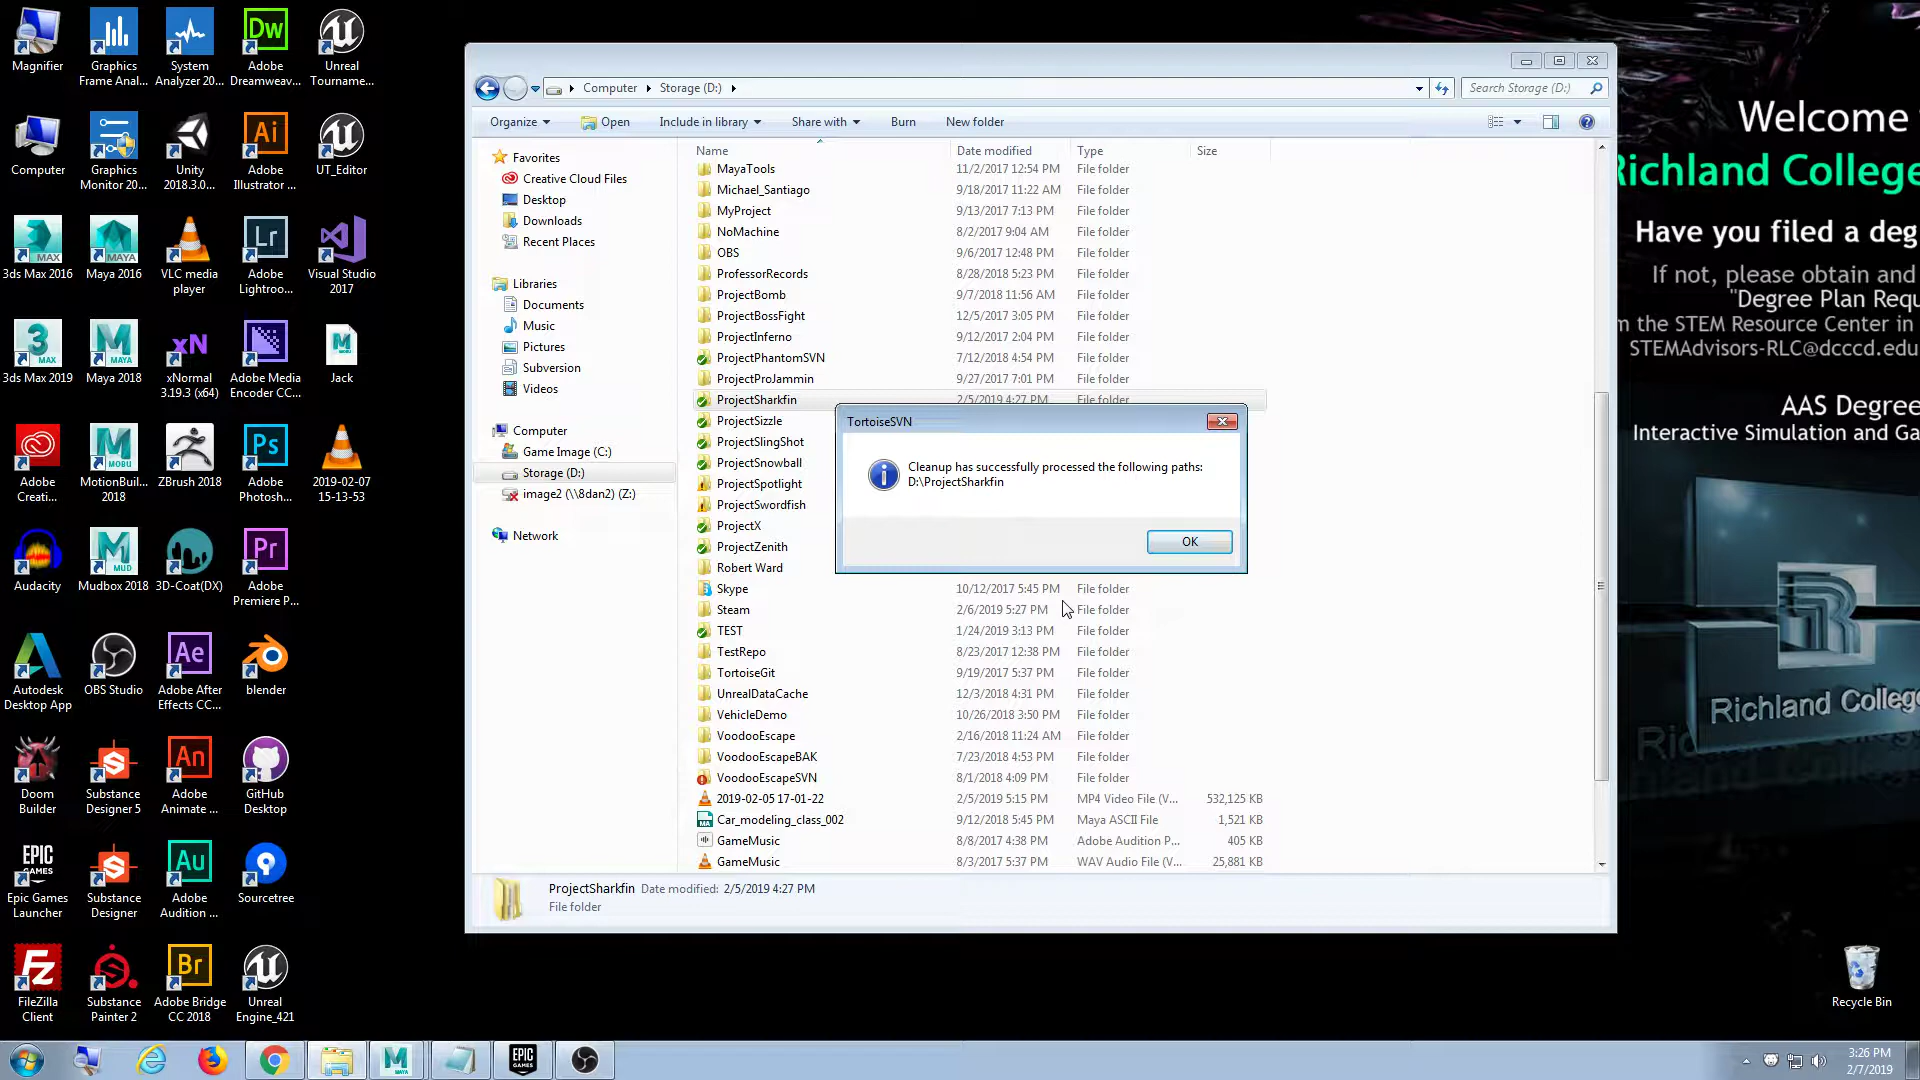 Magnifier
Graphics
Frame Anal...
System
Analyzer 20...
Adobe
Dreamweav...
Unreal
Tourname...
Computer
Graphics
Monitor 20...
Unity
2018.3.0...
Adobe
Illustrator ...
UT_Editor
3ds Max 2016
Maya 2016
VLC media
player
Adobe
Lightroo...
Visual Studio
2017
3ds Max 2019
Maya 2018
xNormal
3.19.3 (x64)
Adobe Media
Encoder CC...
Jack
Adobe
Creati...
MotionBuil...
2018
ZBrush 2018
Adobe
Photosh...
2019-02-07
15-13-53
Audacity
Mudbox 2018
3D-Coat(DX)
Adobe
Premiere P...
Autodesk
Desktop App
OBS Studio
Adobe After
Effects CC...
blender
Doom
Builder
Substance
Designer 5
Adobe
Animate ...
GitHub
Desktop
Epic Games
Launcher
Substance
Designer
Adobe
Audition ...
Sourcetree
FileZilla
Client
Substance
Painter 2
Adobe Bridge
CC 2018
Unreal
Engine_421
Computer
Storage (D:)
Search Storage (D:)
Organize
Open
Include in library
Share with
Burn
New folder
Favorites
Creative Cloud Files
Desktop
Downloads
Recent Places
Libraries
Documents
Music
Pictures
Subversion
Videos
Computer
Game Image (C:)
Storage (D:)
image2 (\\8dan2) (Z:)
Network
Name Date modified Type Size
MayaTools 11/2/2017 12:54 PM File folder
Michael_Santiago 9/18/2017 11:22 AM File folder
MyProject 9/13/2017 7:13 PM File folder
NoMachine 8/2/2017 9:04 AM File folder
OBS 9/6/2017 12:48 PM File folder
ProfessorRecords 8/28/2018 5:23 PM File folder
ProjectBomb 9/7/2018 11:56 AM File folder
ProjectBossFight 12/5/2017 3:05 PM File folder
ProjectInferno 9/12/2017 2:04 PM File folder
ProjectPhantomSVN 7/12/2018 4:54 PM File folder
ProjectProJammin 9/27/2017 7:01 PM File folder
ProjectSharkfin 2/5/2019 4:27 PM File folder
ProjectSizzle
ProjectSlingShot
ProjectSnowball
ProjectSpotlight
ProjectSwordfish
ProjectX
ProjectZenith
Robert Ward
Skype 10/12/2017 5:45 PM File folder
Steam 2/6/2019 5:27 PM File folder
TEST 1/24/2019 3:13 PM File folder
TestRepo 8/23/2017 12:38 PM File folder
TortoiseGit 9/19/2017 5:37 PM File folder
UnrealDataCache 12/3/2018 4:31 PM File folder
VehicleDemo 10/26/2018 3:50 PM File folder
VoodooEscape 2/16/2018 11:24 AM File folder
VoodooEscapeBAK 7/23/2018 4:53 PM File folder
VoodooEscapeSVN 8/1/2018 4:09 PM File folder
2019-02-05 17-01-22 2/5/2019 5:15 PM MP4 Video File (V... 532,125 KB
Car_modeling_class_002 9/12/2018 5:45 PM Maya ASCII File 1,521 KB
GameMusic 8/8/2017 4:38 PM Adobe Audition P... 405 KB
GameMusic 8/3/2017 5:37 PM WAV Audio File (V... 25,881 KB
TortoiseSVN
Cleanup has successfully processed the following paths:
D:\ProjectSharkfin
OK
ProjectSharkfin Date modified: 2/5/2019 4:27 PM
File folder
Welcome
Richland College
Have you filed a deg
If not, please obtain and
"Degree Plan Requ
m the STEM Resource Center in
STEMAdvisors-RLC@dcccd.edu
AAS Degree
Interactive Simulation and Ga
Richland College
Recycle Bin
3:26 PM
2/7/2019